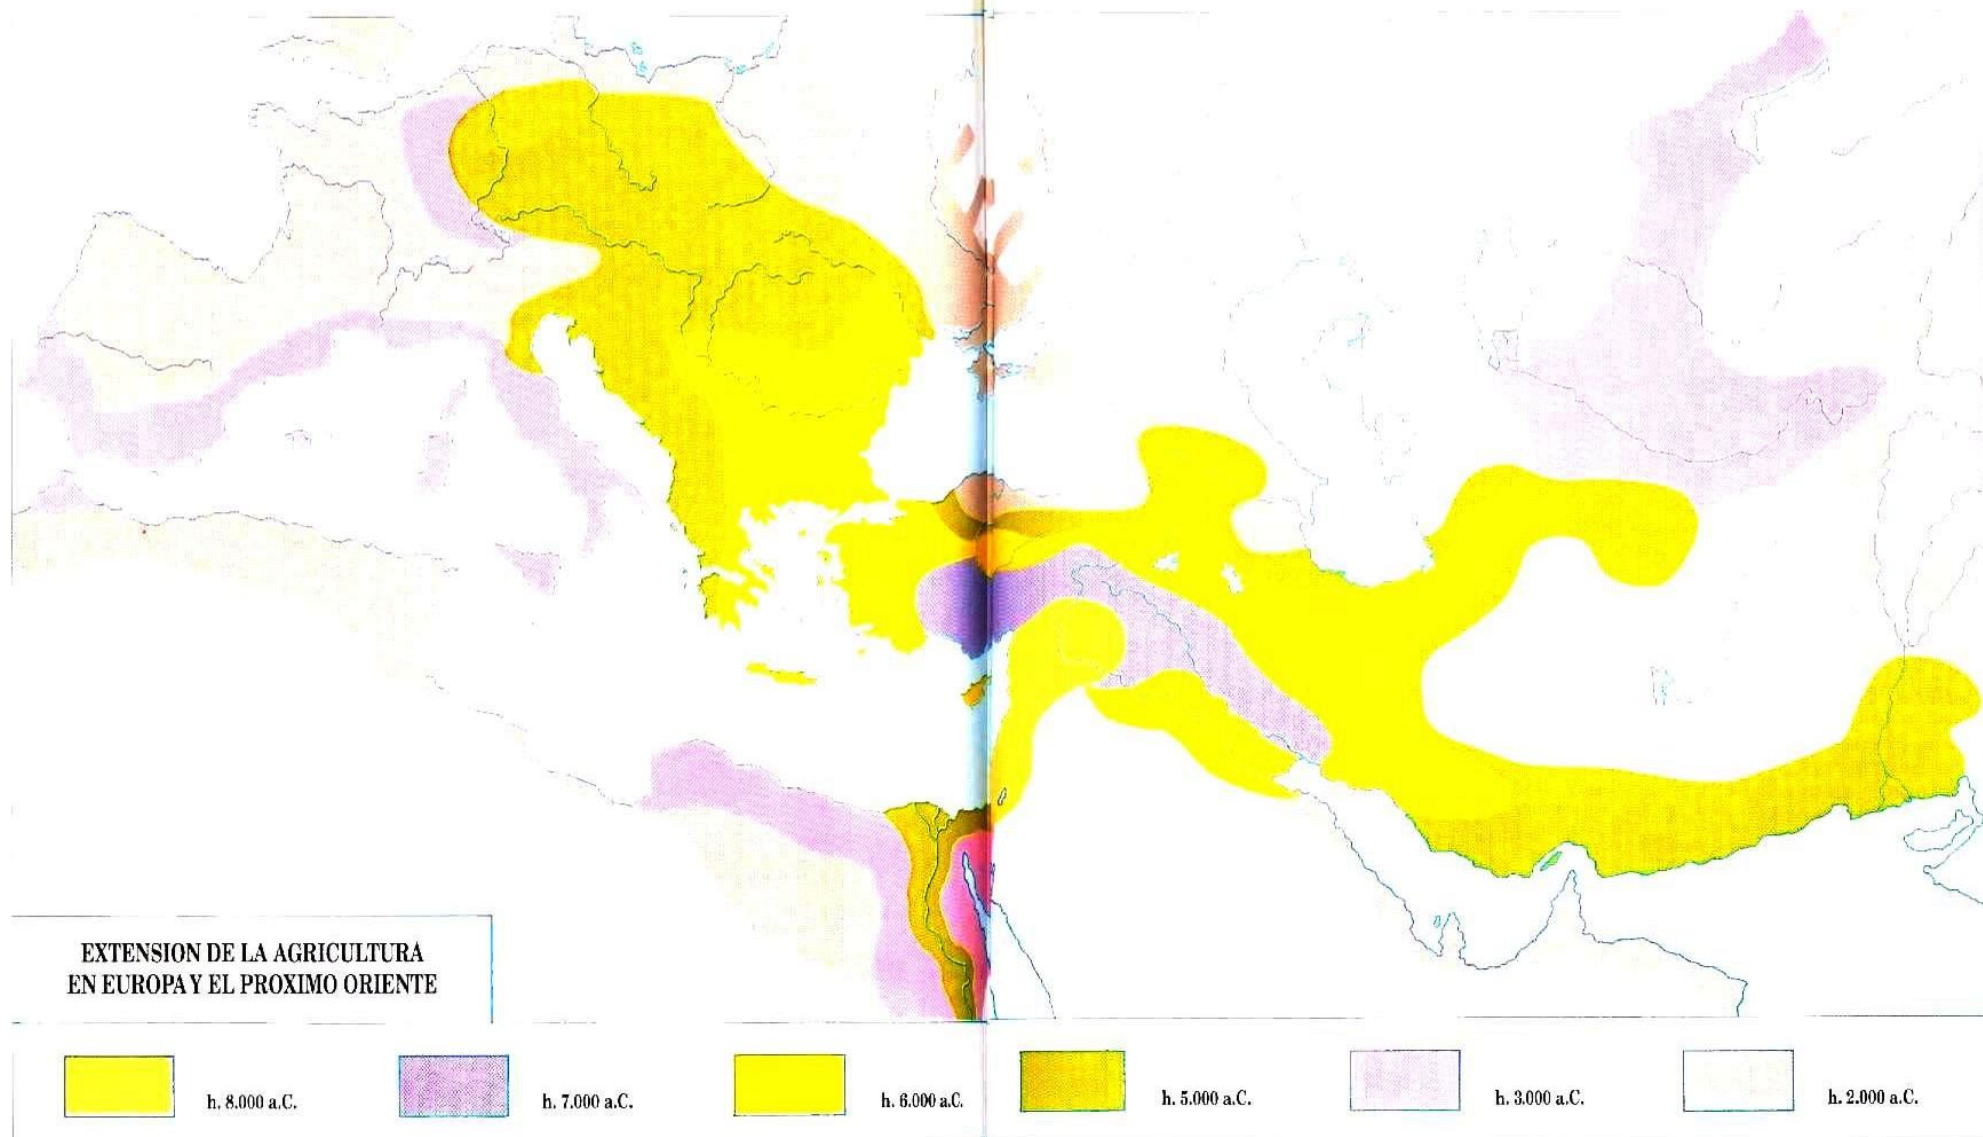 EXTENSION DE LA AGRICULTURA
EN EUROPA Y EL PROXIMO ORIENTE
h. 8.000 a.C.
h. 7.000 a.C.
h. 6.000 a.C.
h. 5.000 a.C.
h. 3.000 a.C.
h. 2.000 a.C.